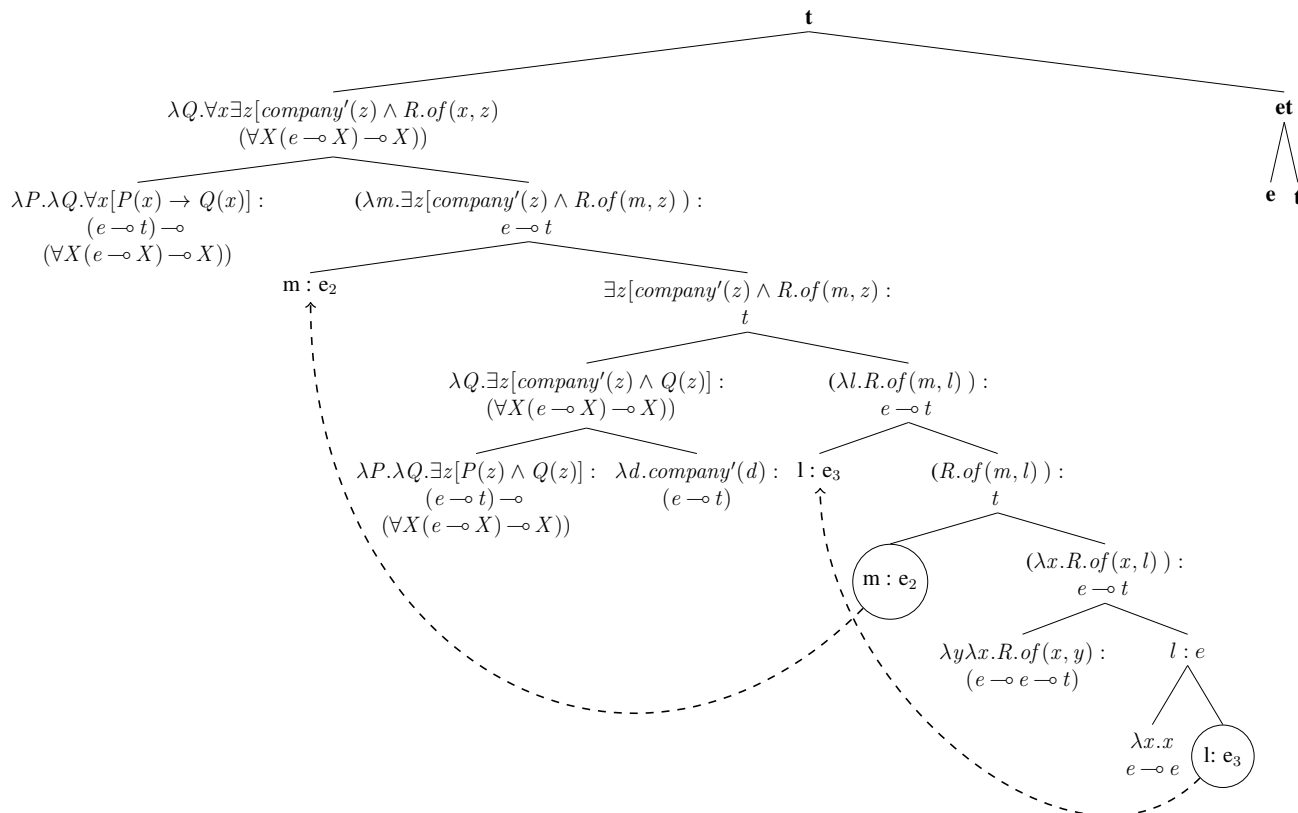 t
λQ.∀x∃z[company′(z) ∧ R.of(x, z)
(∀X(e ⊸ X) ⊸ X))
et
λP.λQ.∀x[P(x) → Q(x)] :
(e ⊸ t) ⊸
(∀X(e ⊸ X) ⊸ X))
(λm.∃z[company′(z) ∧ R.of(m, z) ) :
e ⊸ t
e t
m : e₂
∃z[company′(z) ∧ R.of(m, z) :
t
λQ.∃z[company′(z) ∧ Q(z)] :
(∀X(e ⊸ X) ⊸ X))
(λl.R.of(m, l) ) :
e ⊸ t
λP.λQ.∃z[P(z) ∧ Q(z)] :
(e ⊸ t) ⊸
(∀X(e ⊸ X) ⊸ X))
λd.company′(d) :
(e ⊸ t)
l : e₃
(R.of(m, l) ) :
t
m : e₂
(λx.R.of(x, l) ) :
e ⊸ t
λyλx.R.of(x, y) :
(e ⊸ e ⊸ t)
l : e
λx.x
e ⊸ e
l: e₃